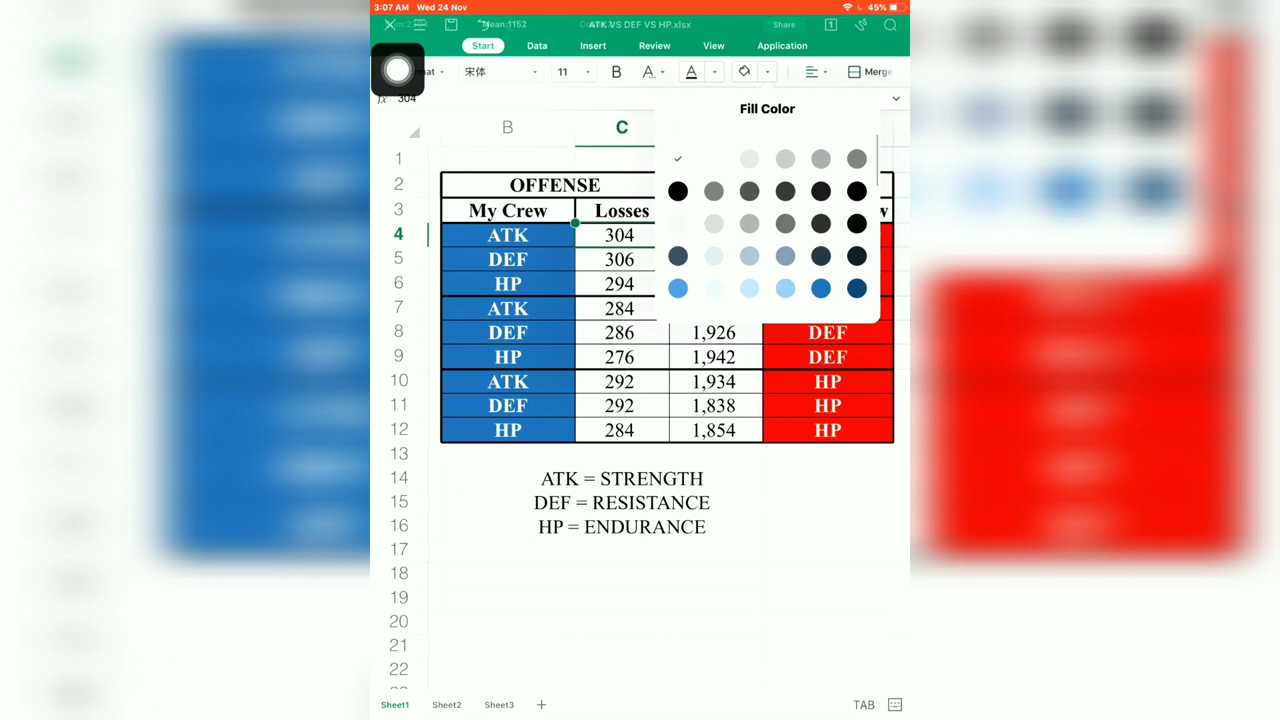 3:07 AM Wed 24 Nov 45%
Mean:1152 ATK VS DEF VS HP.xlsx Share 1
Start Data Insert Review View Application
宋体 11 B A A Merge
fx 304
Fill Color
B C
1
2 OFFENSE
3 My Crew Losses w
4 ATK 304
5 DEF 306
6 HP 294
7 ATK 284
8 DEF 286 1,926 DEF
9 HP 276 1,942 DEF
10 ATK 292 1,934 HP
11 DEF 292 1,838 HP
12 HP 284 1,854 HP
13
14 ATK = STRENGTH
15 DEF = RESISTANCE
16 HP = ENDURANCE
17
18
19
20
21
22
Sheet1 Sheet2 Sheet3 + TAB